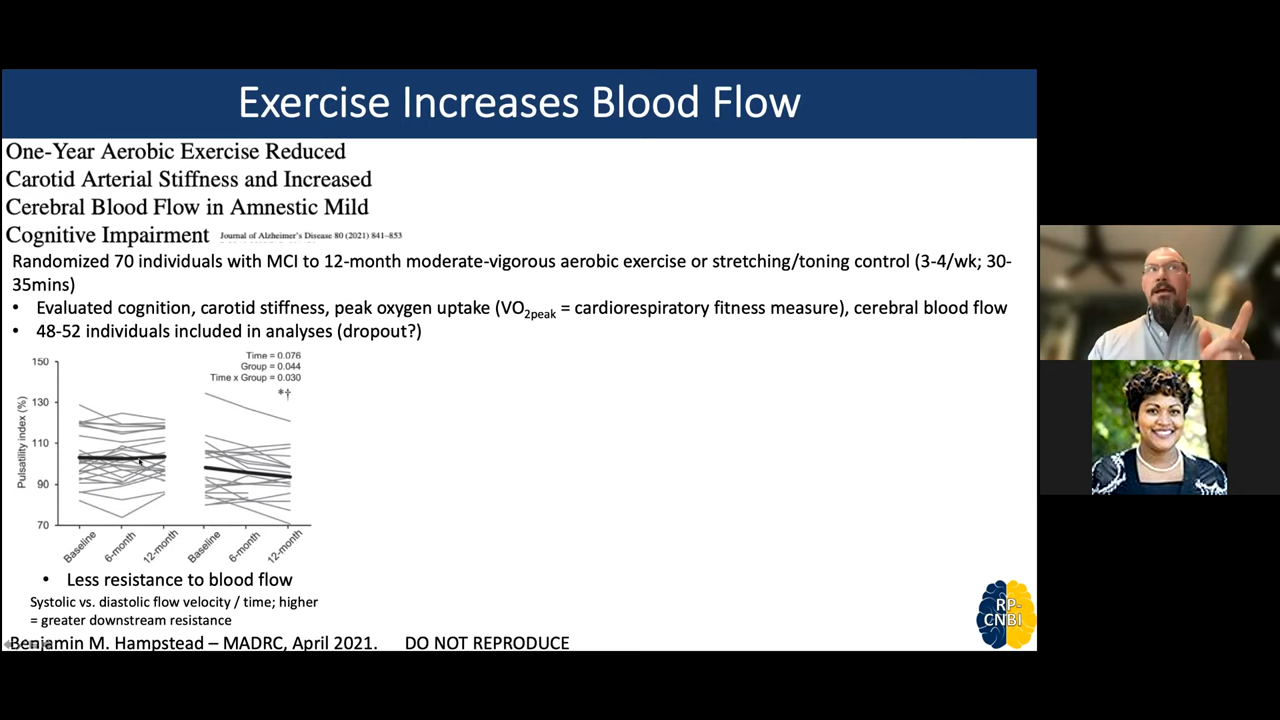 Exercise Increases Blood Flow
One-Year Aerobic Exercise Reduced
Carotid Arterial Stiffness and Increased
Cerebral Blood Flow in Amnestic Mild
Cognitive Impairment Journal of Alzheimer's Disease 80 (2021) 841–853
Randomized 70 individuals with MCI to 12-month moderate-vigorous aerobic exercise or stretching/toning control (3-4/wk; 30-
35mins)
• Evaluated cognition, carotid stiffness, peak oxygen uptake (VO2peak = cardiorespiratory fitness measure), cerebral blood flow
• 48-52 individuals included in analyses (dropout?)
Time = 0.076
Group = 0.044
Time x Group = 0.030
*†
Pulsatility index (%)
150
130
110
90
70
Baseline
6-month
12-month
Baseline
6-month
12-month
• Less resistance to blood flow
Systolic vs. diastolic flow velocity / time; higher
= greater downstream resistance
Benjamin M. Hampstead – MADRC, April 2021. DO NOT REPRODUCE
RP-
CNBI